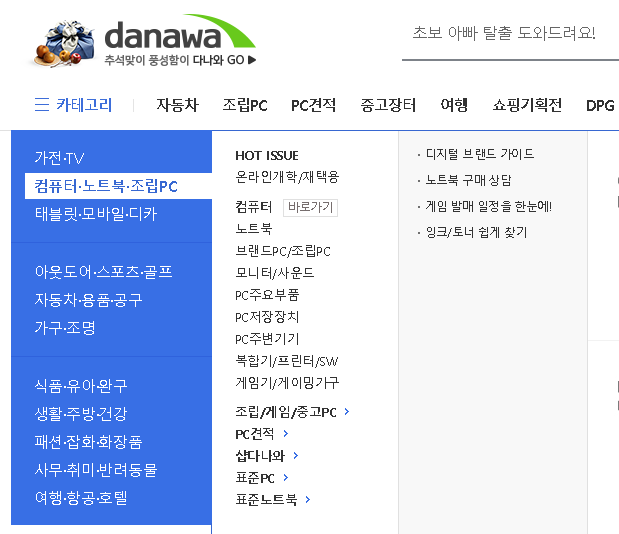 danawa
추석맞이 풍성함이 다나와 GO ▶
초보 아빠 탈출 도와드려요!
카테고리
자동차 조립PC PC견적 중고장터 여행 쇼핑기획전 DPG
가전·TV
컴퓨터·노트북·조립PC
태블릿·모바일·디카
아웃도어·스포츠·골프
자동차·용품·공구
가구·조명
식품·유아·완구
생활·주방·건강
패션·잡화·화장품
사무·취미·반려동물
여행·항공·호텔
HOT ISSUE
온라인개학/재택용
컴퓨터 바로가기
노트북
브랜드PC/조립PC
모니터/사운드
PC주요부품
PC저장장치
PC주변기기
복합기/프린터/SW
게임기/게이밍가구
조립/게임/중고PC >
PC견적 >
샵다나와 >
표준PC >
표준노트북 >
· 디지털 브랜드 가이드
· 노트북 구매 상담
· 게임 발매 일정을 한눈에!
· 잉크/토너 쉽게 찾기